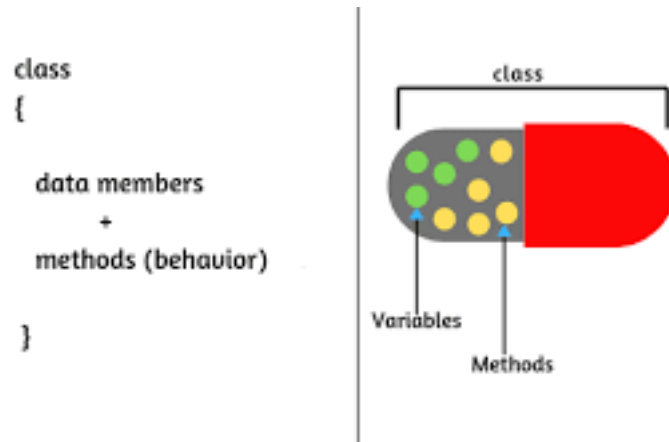 class
{
data members
+
methods (behavior)
}
class
Variables
Methods